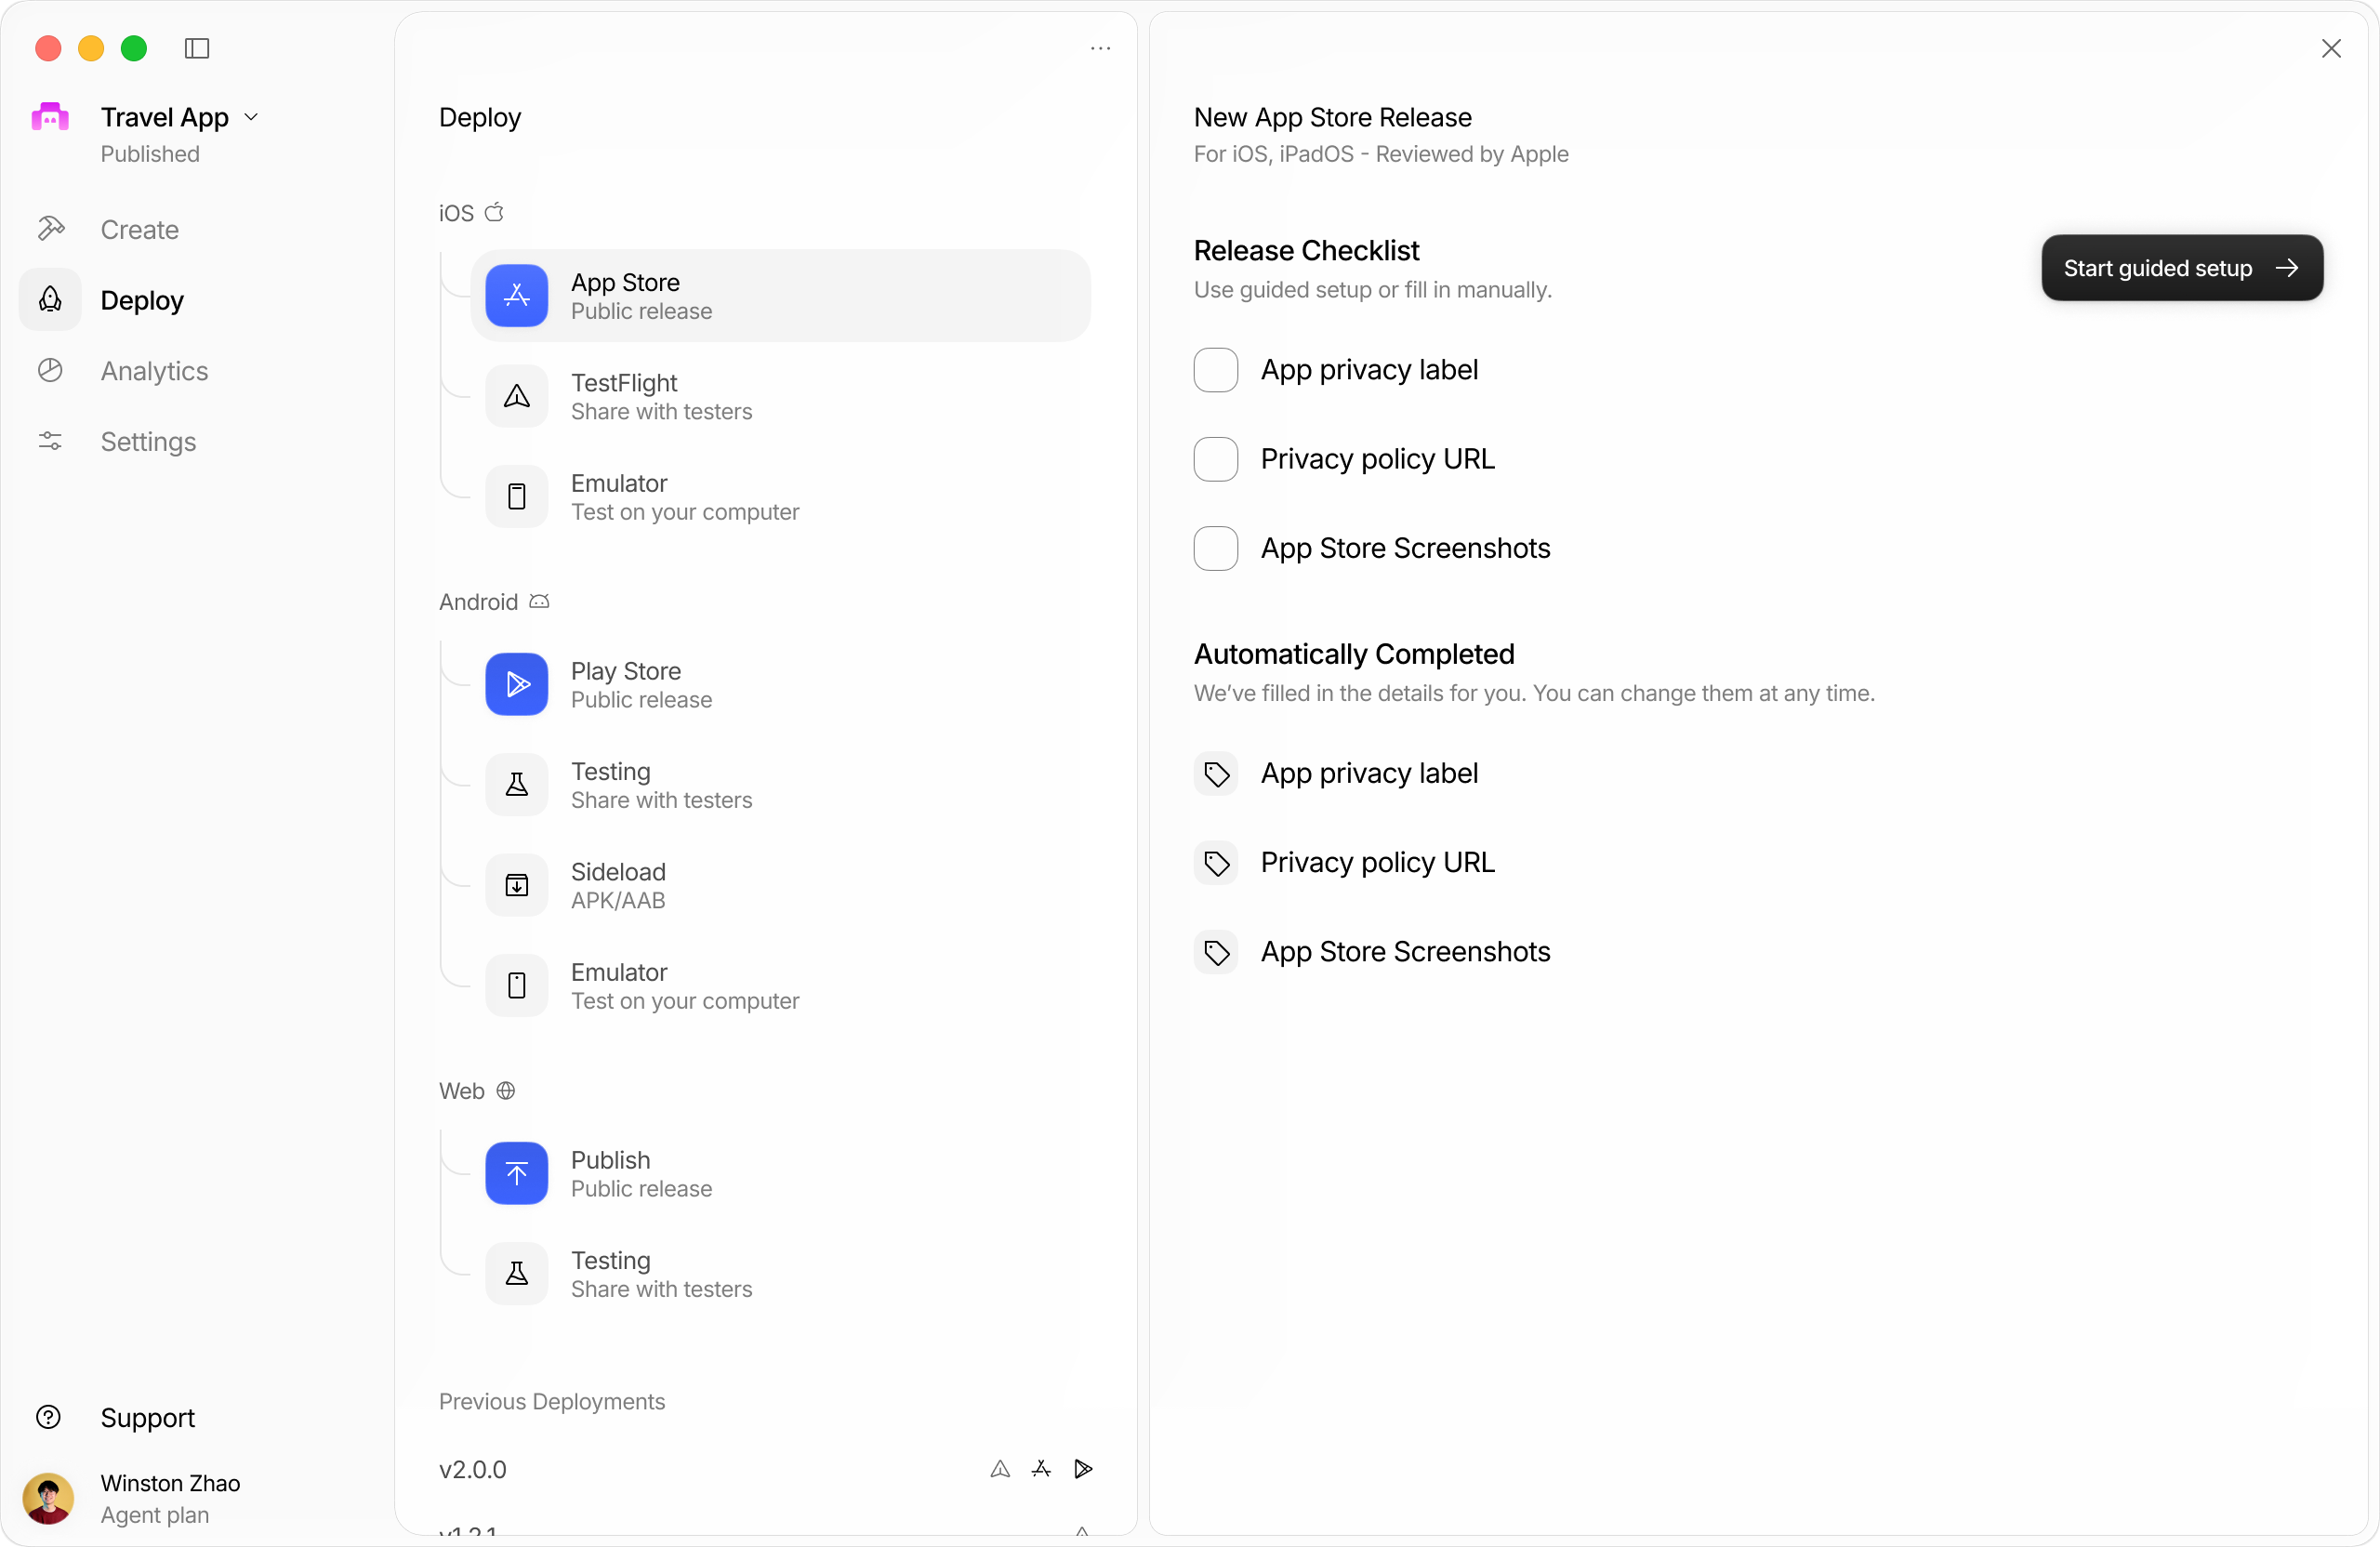 Travel App
Published
Create
Deploy
Analytics
Settings
Support
Winston Zhao
Agent plan
Deploy
iOS
App Store
Public release
TestFlight
Share with testers
Emulator
Test on your computer
Android
Play Store
Public release
Testing
Share with testers
Sideload
APK/AAB
Emulator
Test on your computer
Web
Publish
Public release
Testing
Share with testers
Previous Deployments
v2.0.0
v1.2.1
New App Store Release
For iOS, iPadOS - Reviewed by Apple
Release Checklist
Use guided setup or fill in manually.
Start guided setup
App privacy label
Privacy policy URL
App Store Screenshots
Automatically Completed
We’ve filled in the details for you. You can change them at any time.
App privacy label
Privacy policy URL
App Store Screenshots